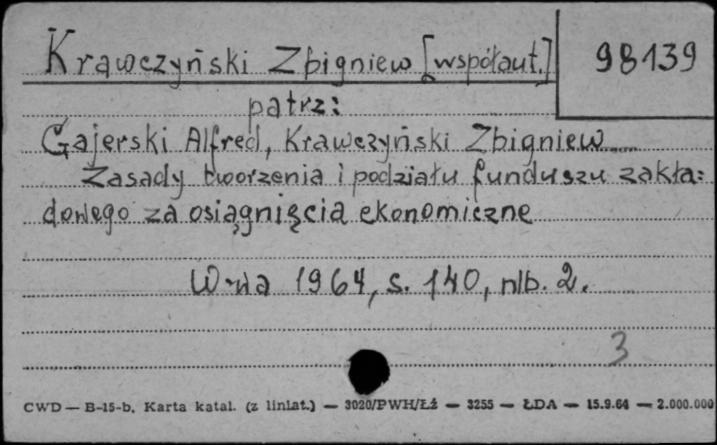 Krawczyński Zbigniew [współaut.] 98139
patrz:
Gajerski Alfred, Krawczyński Zbigniew
Zasady tworzenia i podziału funduszu zakła=
dowego za osiągnięcia ekonomiczne
W-wa 1964, s. 140, nlb. 2.
3
CWD — B-15-b, Karta katal. (z liniat.) — 3020/PWH/Łź — 3255 — ŁDA — 15.9.64 — 2.000.000